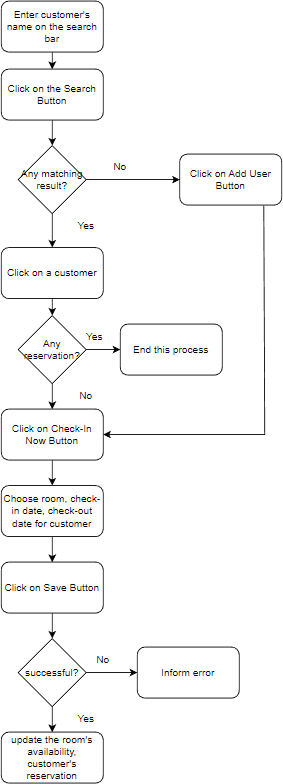 Enter customer's
name on the search
bar
Click on the Search
Button
Any matching
result?
No
Click on Add User
Button
Yes
Click on a customer
Any
reservation?
Yes
End this process
No
Click on Check-In
Now Button
Choose room, check-
in date, check-out
date for customer
Click on Save Button
successful?
No
Inform error
Yes
update the room's
availability,
customer's
reservation